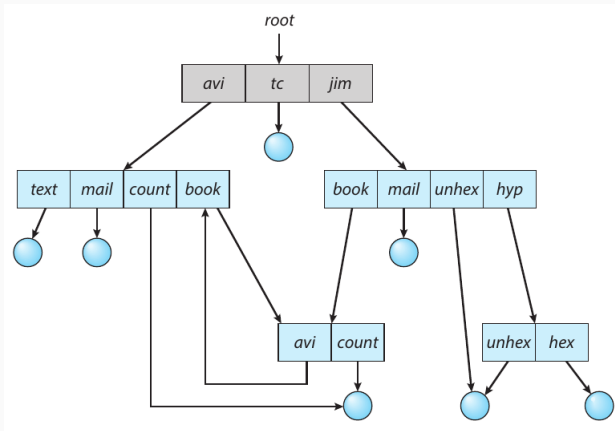 root
avi tc jim
text mail count book book mail unhex hyp
avi count unhex hex